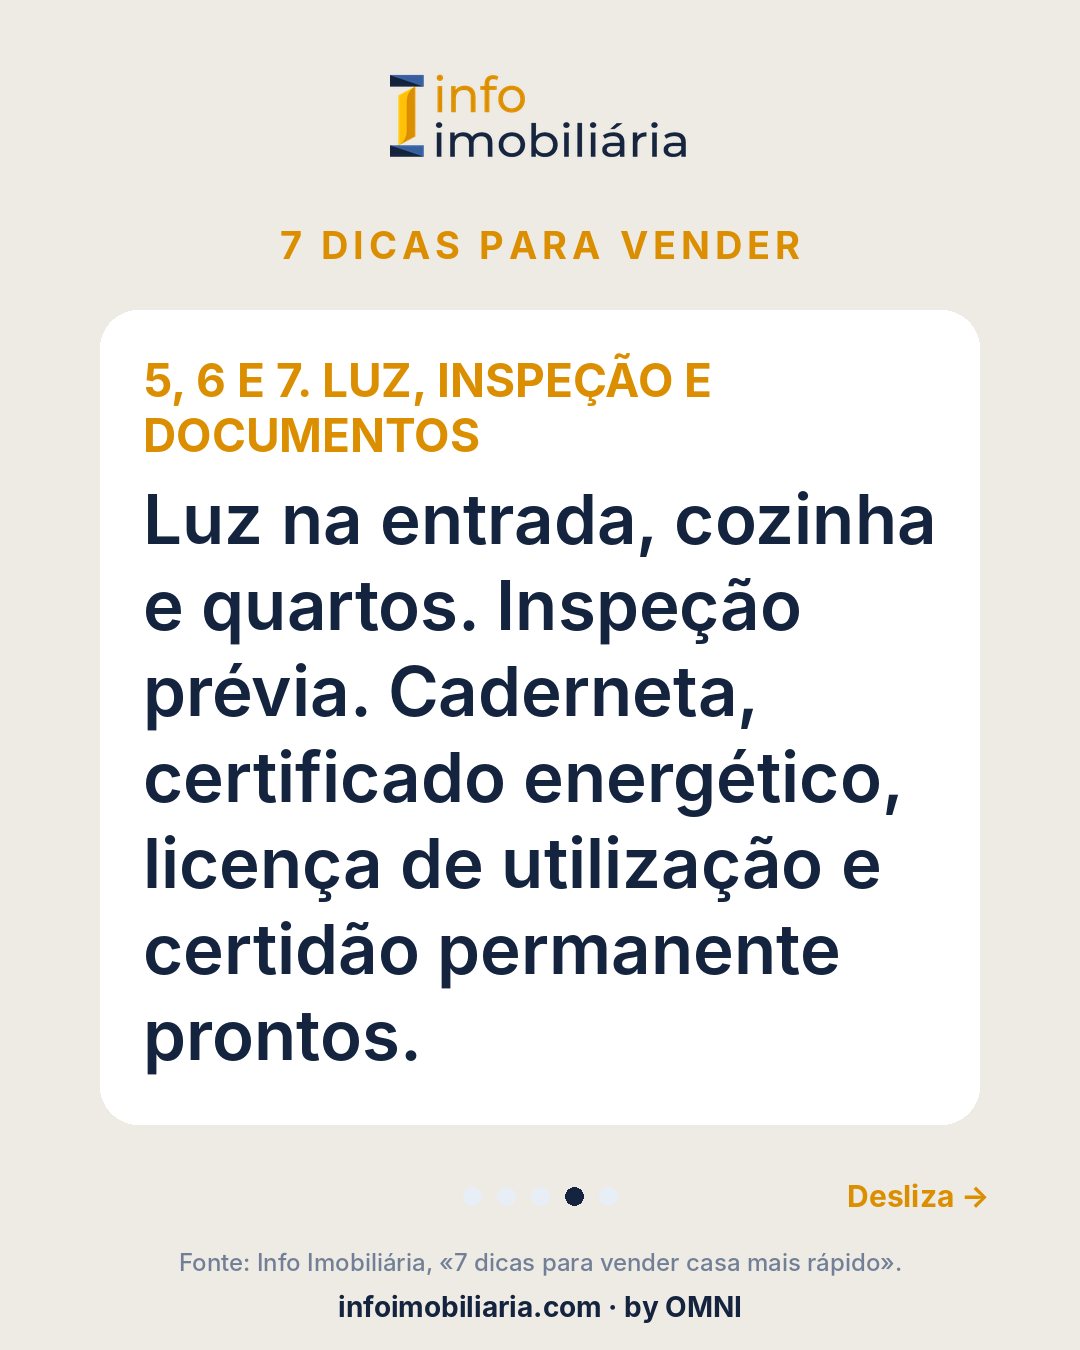 info
imobiliária
7 DICAS PARA VENDER
5, 6 E 7. LUZ, INSPEÇÃO E
DOCUMENTOS
Luz na entrada, cozinha
e quartos. Inspeção
prévia. Caderneta,
certificado energético,
licença de utilização e
certidão permanente
prontos.
Desliza →
Fonte: Info Imobiliária, «7 dicas para vender casa mais rápido».
infoimobiliaria.com · by OMNI